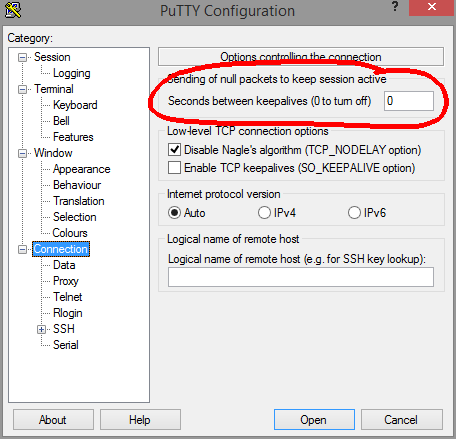 PuTTY Configuration
?
x
Category:
Session
Logging
Terminal
Keyboard
Bell
Features
Window
Appearance
Behaviour
Translation
Selection
Colours
Connection
Data
Proxy
Telnet
Rlogin
SSH
Serial
Options controlling the connection
Sending of null packets to keep session active
Seconds between keepalives (0 to turn off)
0
Low-level TCP connection options
Disable Nagle's algorithm (TCP_NODELAY option)
Enable TCP keepalives (SO_KEEPALIVE option)
Internet protocol version
Auto IPv4 IPv6
Logical name of remote host
Logical name of remote host (e.g. for SSH key lookup):
About Help Open Cancel